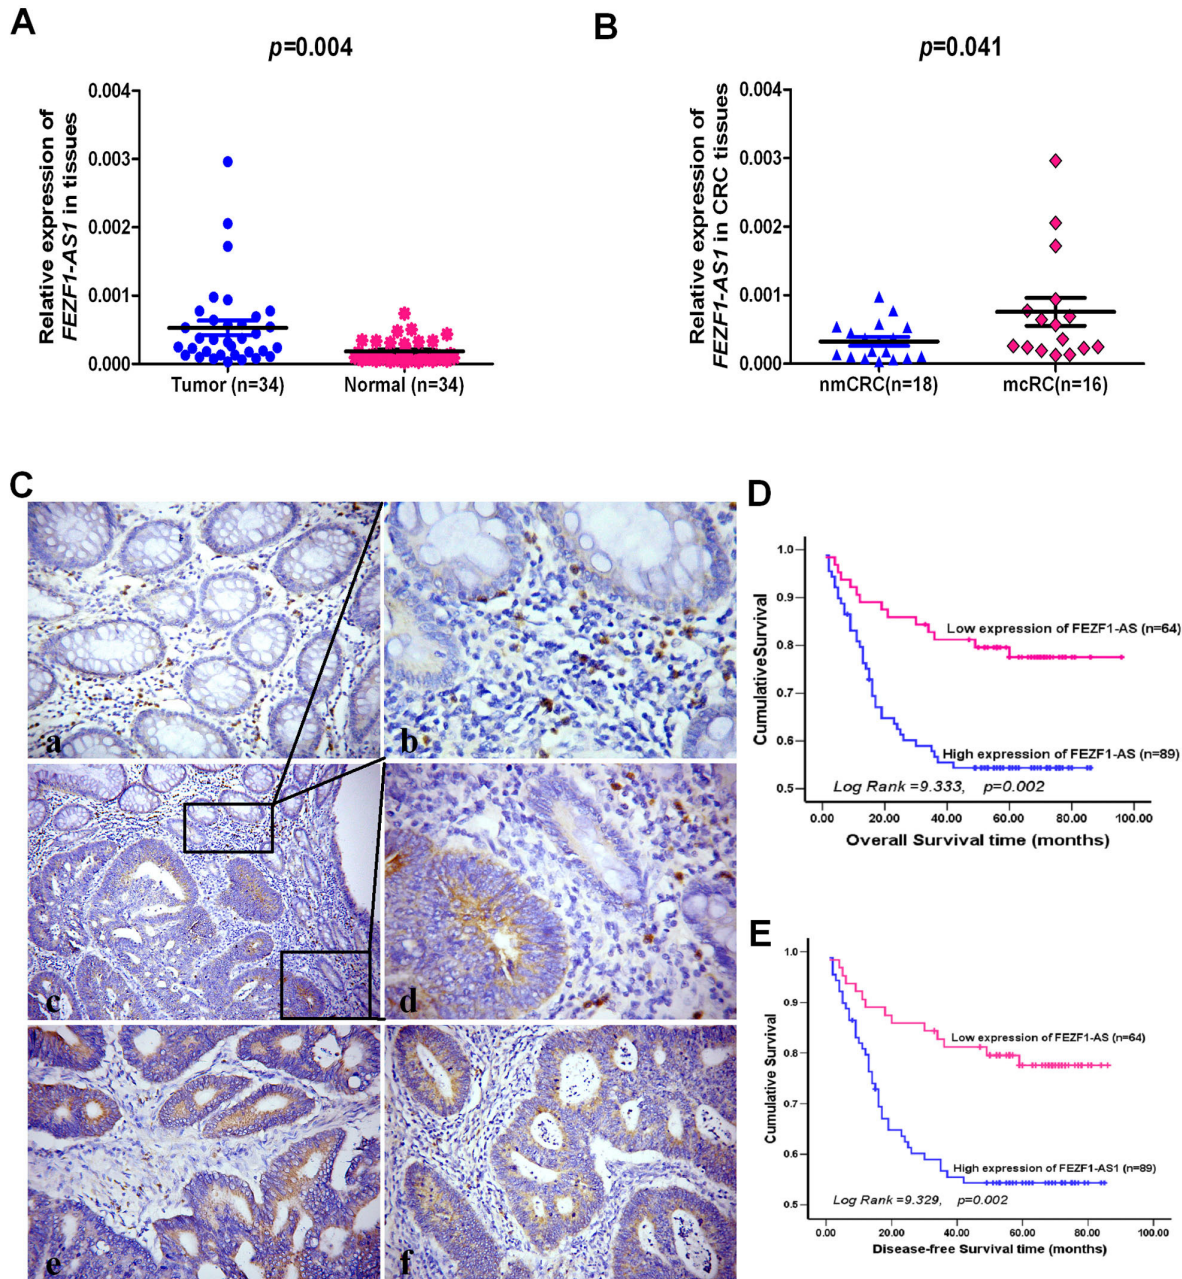 A
p=0.004
Relative expression of
FEZF1-AS1 in tissues
0.004
0.003
0.002
0.001
0.000
Tumor (n=34)
Normal (n=34)
B
p=0.041
Relative expression of
FEZF1-AS1 in CRC tissues
0.004
0.003
0.002
0.001
0.000
nmCRC(n=18)
mcRC(n=16)
C
a
b
c
d
e
f
D
CumulativeSurvival
1.0
0.9
0.8
0.7
0.6
0.5
Low expression of FEZF1-AS (n=64)
High expression of FEZF1-AS (n=89)
Log Rank =9.333, p=0.002
0.00 20.00 40.00 60.00 80.00 100.00
Overall Survival time (months)
E
Cumulative Survival
1.0
0.9
0.8
0.7
0.6
0.5
Low expression of FEZF1-AS (n=64)
High expression of FEZF1-AS1 (n=89)
Log Rank =9.329, p=0.002
0.00 20.00 40.00 60.00 80.00 100.00
Disease-free Survival time (months)